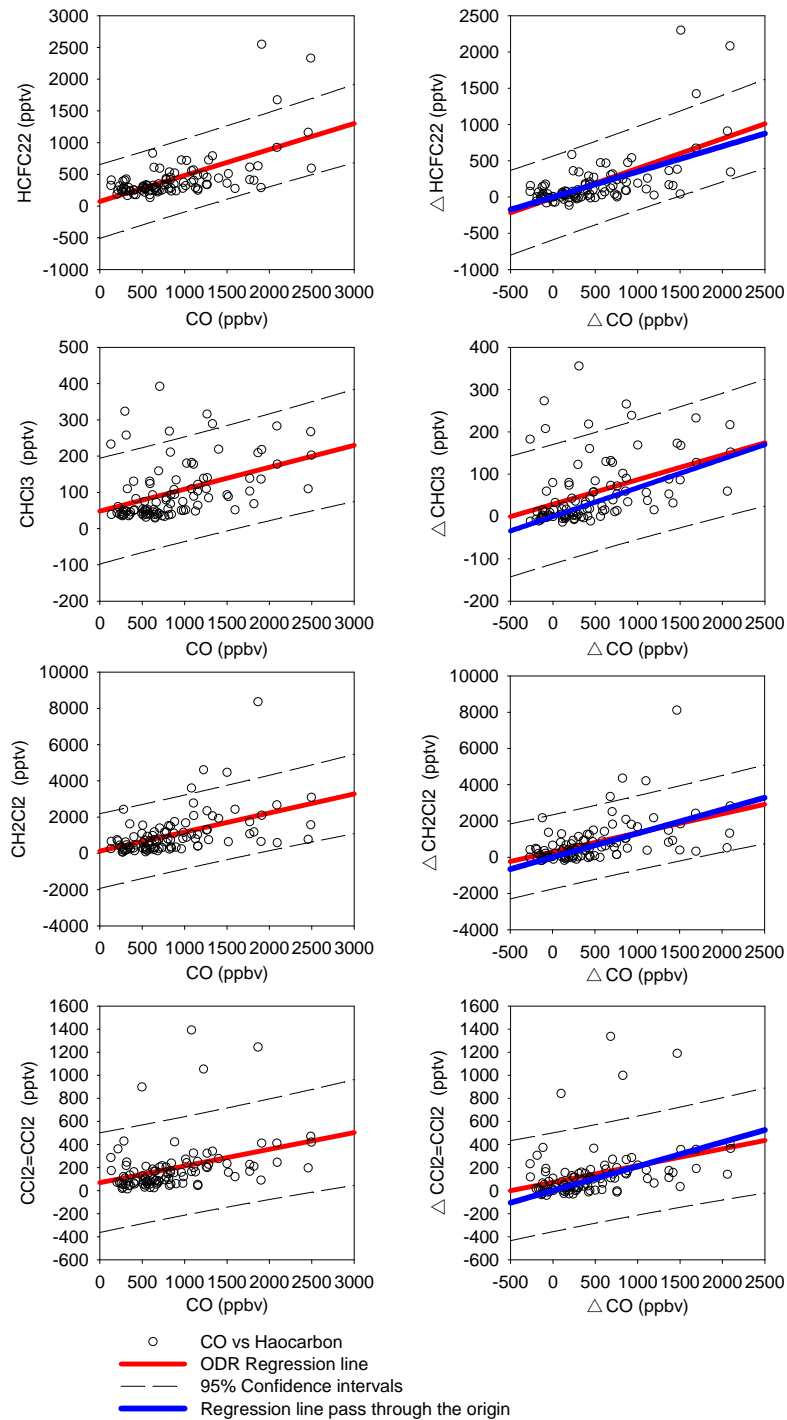 3000
2500
2000
1500
1000
500
0
-500
-1000
HCFC22 (pptv)
0 500 1000 1500 2000 2500 3000
CO (ppbv)
2500
2000
1500
1000
500
0
-500
-1000
△ HCFC22 (pptv)
-500 0 500 1000 1500 2000 2500
△ CO (ppbv)
500
400
300
200
100
0
-100
-200
CHCl3 (pptv)
0 500 1000 1500 2000 2500 3000
CO (ppbv)
400
300
200
100
0
-100
-200
△ CHCl3 (pptv)
-500 0 500 1000 1500 2000 2500
△ CO (ppbv)
10000
8000
6000
4000
2000
0
-2000
-4000
CH2Cl2 (pptv)
0 500 1000 1500 2000 2500 3000
CO (ppbv)
10000
8000
6000
4000
2000
0
-2000
-4000
△ CH2Cl2 (pptv)
-500 0 500 1000 1500 2000 2500
△ CO (ppbv)
1600
1400
1200
1000
800
600
400
200
0
-200
-400
-600
CCl2=CCl2 (pptv)
0 500 1000 1500 2000 2500 3000
CO (ppbv)
1600
1400
1200
1000
800
600
400
200
0
-200
-400
-600
△ CCl2=CCl2 (pptv)
-500 0 500 1000 1500 2000 2500
△ CO (ppbv)
CO vs Haocarbon
ODR Regression line
95% Confidence intervals
Regression line pass through the origin